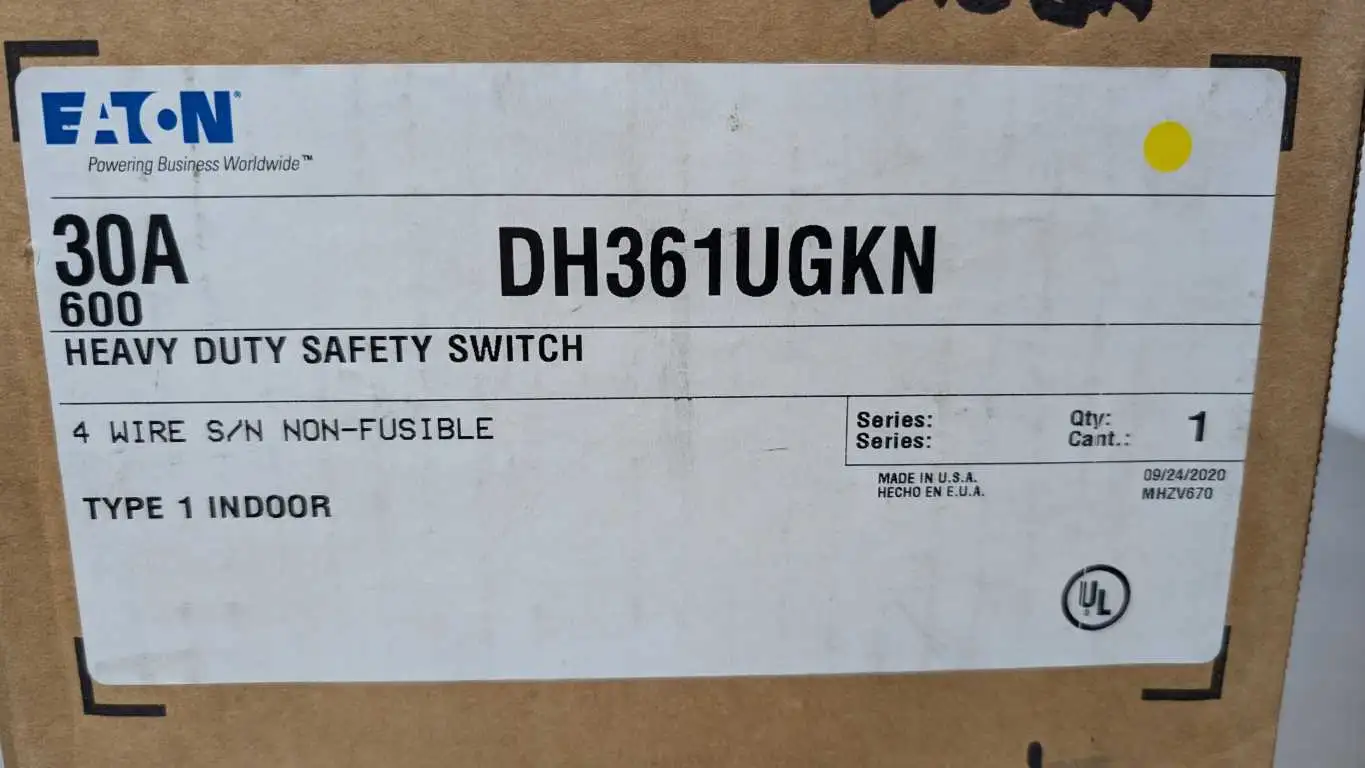 EATON®
Powering Business Worldwide™
30A
600
DH361UGKN
HEAVY DUTY SAFETY SWITCH
4 WIRE S/N NON-FUSIBLE
Series:
Series:
Qty:
Cant.:
1
MADE IN U.S.A.
HECHO EN E.U.A.
09/24/2020
MHZV670
TYPE 1 INDOOR
UL